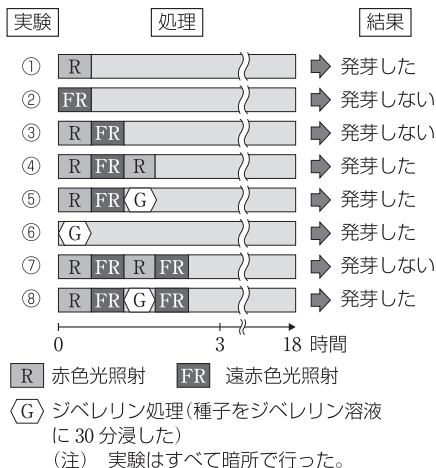 実験 処理 結果
① R 発芽した
② FR 発芽しない
③ R FR 発芽しない
④ R FR R 発芽した
⑤ R FR G 発芽した
⑥ G 発芽した
⑦ R FR R FR 発芽しない
⑧ R FR G FR 発芽した
0 3 18 時間
R 赤色光照射 FR 遠赤色光照射
G ジベレリン処理(種子をジベレリン溶液
に30分浸した)
(注) 実験はすべて暗所で行った。